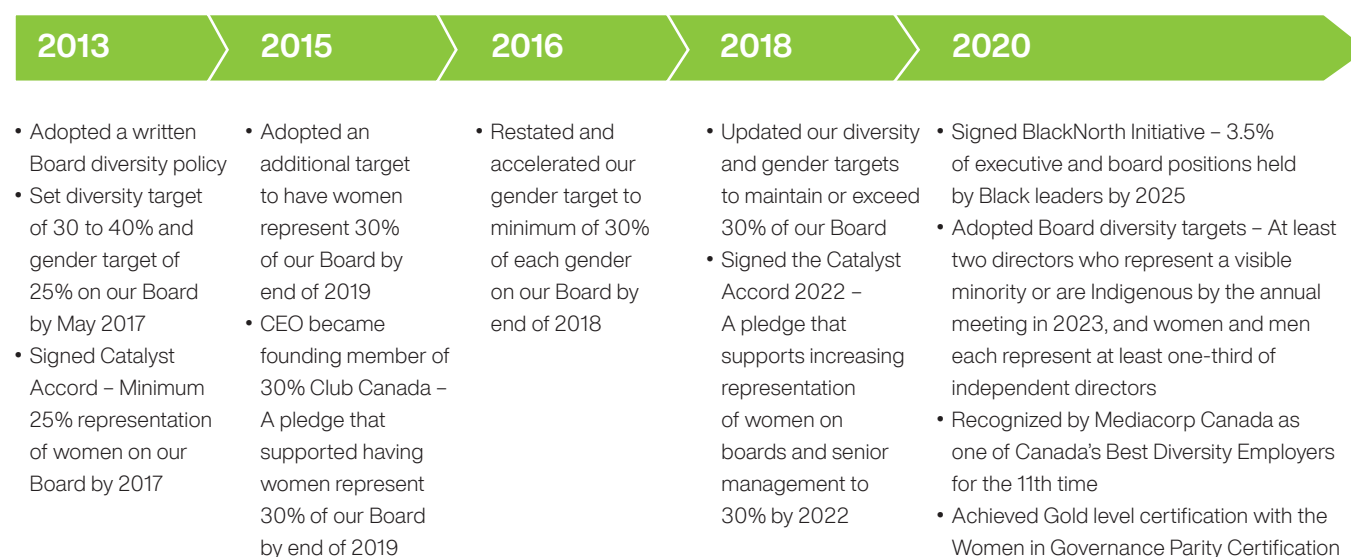 2013
• Adopted a written
Board diversity policy
• Set diversity target
of 30 to 40% and
gender target of
25% on our Board
by May 2017
• Signed Catalyst
Accord – Minimum
25% representation
of women on our
Board by 2017
2015
• Adopted an
additional target
to have women
represent 30%
of our Board by
end of 2019
• CEO became
founding member of
30% Club Canada –
A pledge that
supported having
women represent
30% of our Board
by end of 2019
2016
• Restated and
accelerated our
gender target to
minimum of 30%
of each gender
on our Board by
end of 2018
2018
• Updated our diversity
and gender targets
to maintain or exceed
30% of our Board
• Signed the Catalyst
Accord 2022 –
A pledge that
supports increasing
representation
of women on
boards and senior
management to
30% by 2022
2020
• Signed BlackNorth Initiative – 3.5%
of executive and board positions held
by Black leaders by 2025
• Adopted Board diversity targets – At least
two directors who represent a visible
minority or are Indigenous by the annual
meeting in 2023, and women and men
each represent at least one-third of
independent directors
• Recognized by Mediacorp Canada as
one of Canada's Best Diversity Employers
for the 11th time
• Achieved Gold level certification with the
Women in Governance Parity Certification